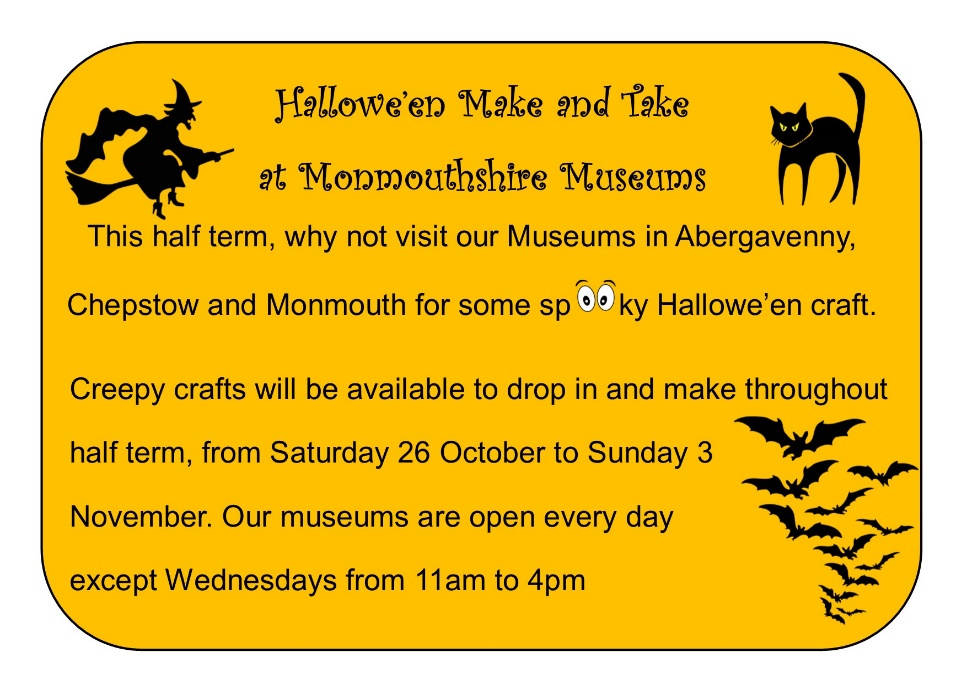 Hallowe'en Make and Take
at Monmouthshire Museums
This half term, why not visit our Museums in Abergavenny,
Chepstow and Monmouth for some spooky Hallowe’en craft.
Creepy crafts will be available to drop in and make throughout
half term, from Saturday 26 October to Sunday 3
November. Our museums are open every day
except Wednesdays from 11am to 4pm